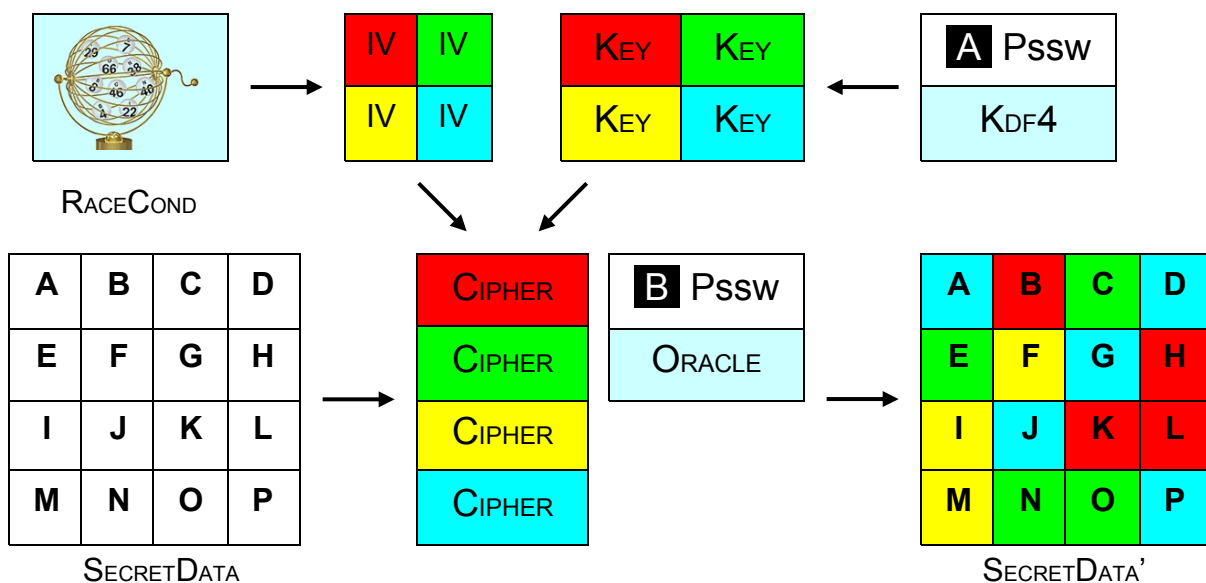 29 7
66 38
5 46 40
4 22
IV IV
IV IV
KEY KEY
KEY KEY
A Pssw
KDF4
RACECOND
A B C D
E F G H
I J K L
M N O P
SECRETDATA
CIPHER
CIPHER
CIPHER
CIPHER
B Pssw
ORACLE
A B C D
E F G H
I J K L
M N O P
SECRETDATA’